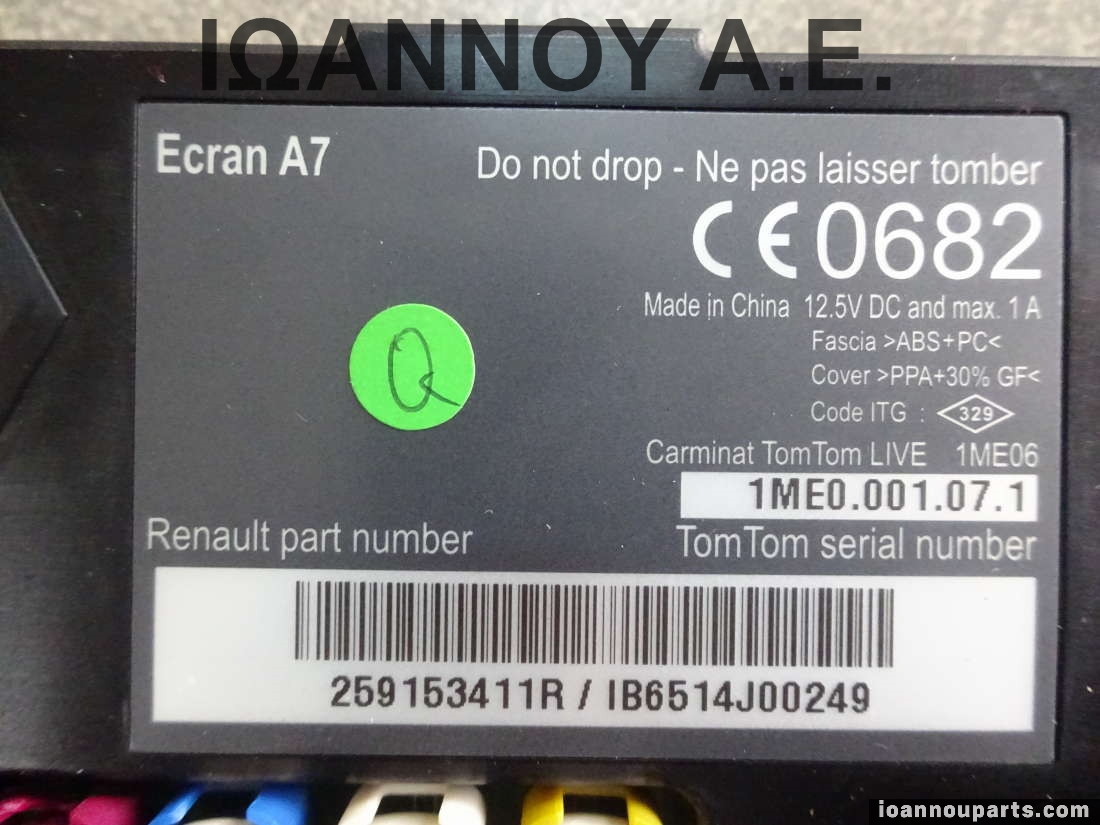 ΙΩΑΝΝΟΥ Α.Ε.
Ecran A7
Do not drop - Ne pas laisser tomber
CE0682
Made in China 12.5V DC and max. 1 A
Fascia >ABS+PC<
Cover >PPA+30% GF<
Code ITG : 329
Q
Carminat TomTom LIVE 1ME06
1ME0.001.07.1
Renault part number
TomTom serial number
259153411R / IB6514J00249
ioannouparts.com